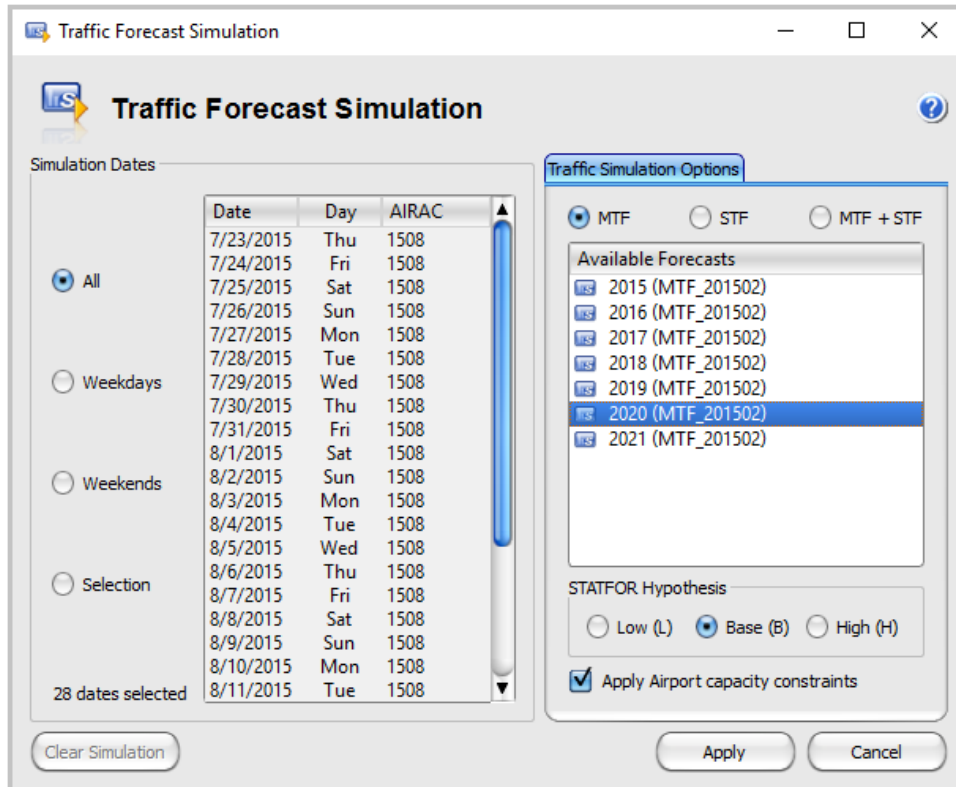 Traffic Forecast Simulation
Traffic Forecast Simulation
Simulation Dates
All
Weekdays
Weekends
Selection
28 dates selected
Date Day AIRAC
7/23/2015 Thu 1508
7/24/2015 Fri 1508
7/25/2015 Sat 1508
7/26/2015 Sun 1508
7/27/2015 Mon 1508
7/28/2015 Tue 1508
7/29/2015 Wed 1508
7/30/2015 Thu 1508
7/31/2015 Fri 1508
8/1/2015 Sat 1508
8/2/2015 Sun 1508
8/3/2015 Mon 1508
8/4/2015 Tue 1508
8/5/2015 Wed 1508
8/6/2015 Thu 1508
8/7/2015 Fri 1508
8/8/2015 Sat 1508
8/9/2015 Sun 1508
8/10/2015 Mon 1508
8/11/2015 Tue 1508
Traffic Simulation Options
MTF STF MTF + STF
Available Forecasts
2015 (MTF_201502)
2016 (MTF_201502)
2017 (MTF_201502)
2018 (MTF_201502)
2019 (MTF_201502)
2020 (MTF_201502)
2021 (MTF_201502)
STATFOR Hypothesis
Low (L) Base (B) High (H)
Apply Airport capacity constraints
Clear Simulation
Apply
Cancel